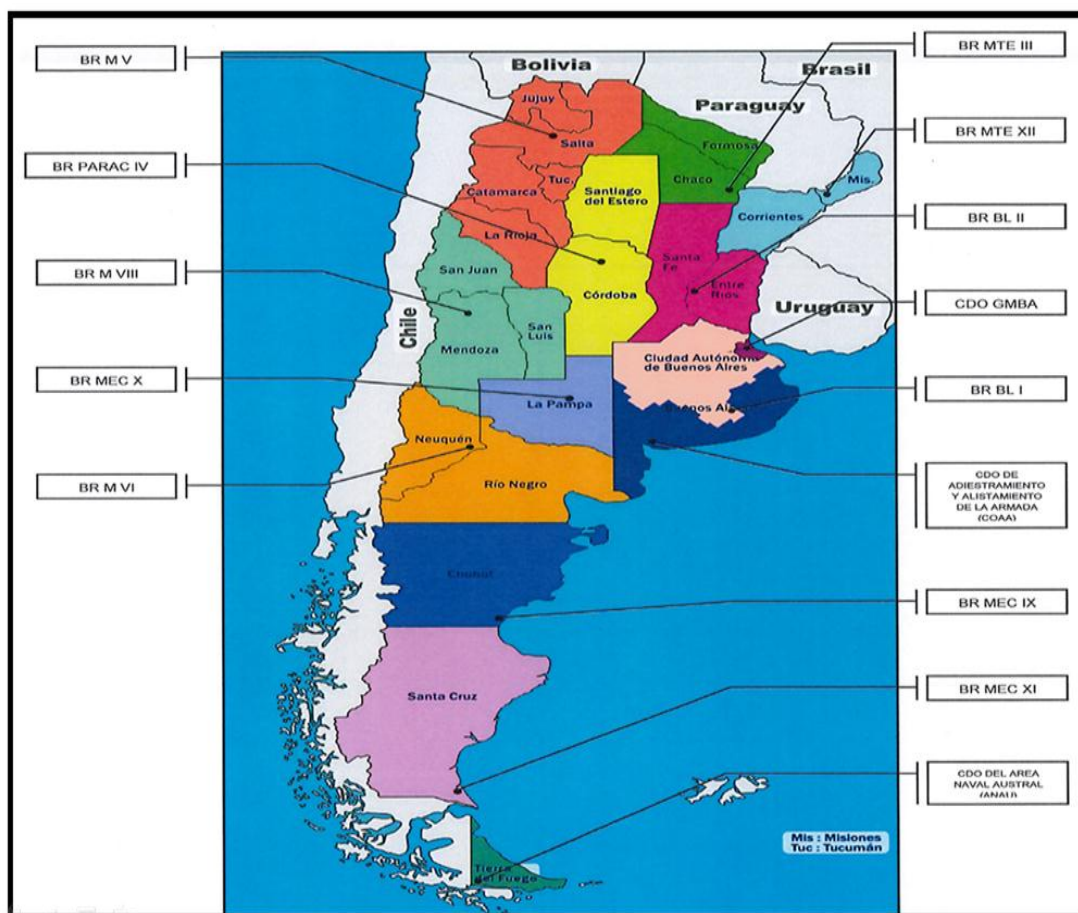 BR M V
BR PARAC IV
BR M VIII
BR MEC X
BR M VI
BR MTE III
BR MTE XII
BR BL II
CDO GMBA
BR BL I
CDO DE
ADIESTRAMIENTO
Y ALISTAMIENTO
DE LA ARMADA
(COAA)
BR MEC IX
BR MEC XI
CDO DEL AREA
NAVAL AUSTRAL
Bolivia
Brasil
Paraguay
Jujuy
Salta
Formosa
Chaco
Mis.
Catamarca
Tuc.
Santiago
del Estero
Corrientes
La Rioja
Santa
Fe
San Juan
Entre
Ríos
Córdoba
Uruguay
Chile
San
Luis
Mendoza
Ciudad Autónoma
de Buenos Aires
La Pampa
Buenos
Neuquén
Río Negro
Chubut
Santa Cruz
Tierra
del Fuego
Mis : Misiones
Tuc : Tucumán